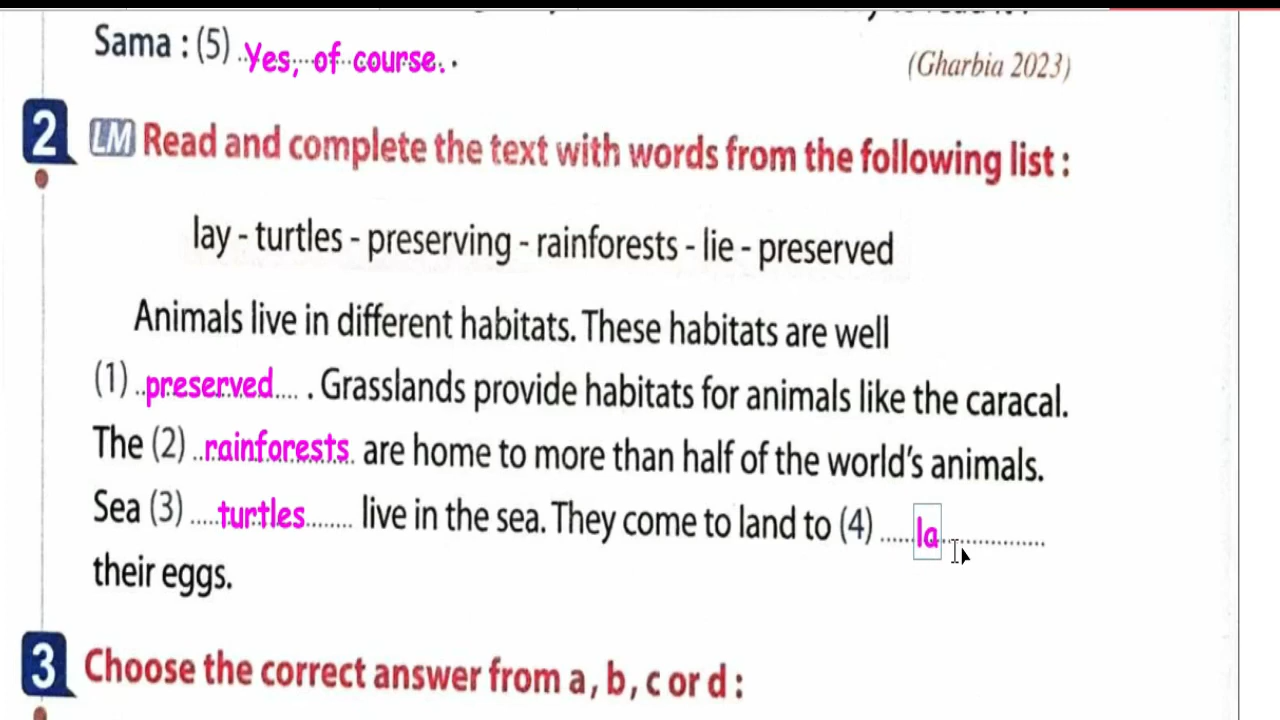 Sama : (5) Yes, of course. .
(Gharbia 2023)
2 LM Read and complete the text with words from the following list :
lay - turtles - preserving - rainforests - lie - preserved
Animals live in different habitats. These habitats are well
(1) ..preserved.... . Grasslands provide habitats for animals like the caracal.
The (2) ..rainforests. are home to more than half of the world's animals.
Sea (3) .....turtles........ live in the sea. They come to land to (4) ......la...............
their eggs.
3 Choose the correct answer from a, b, c or d :